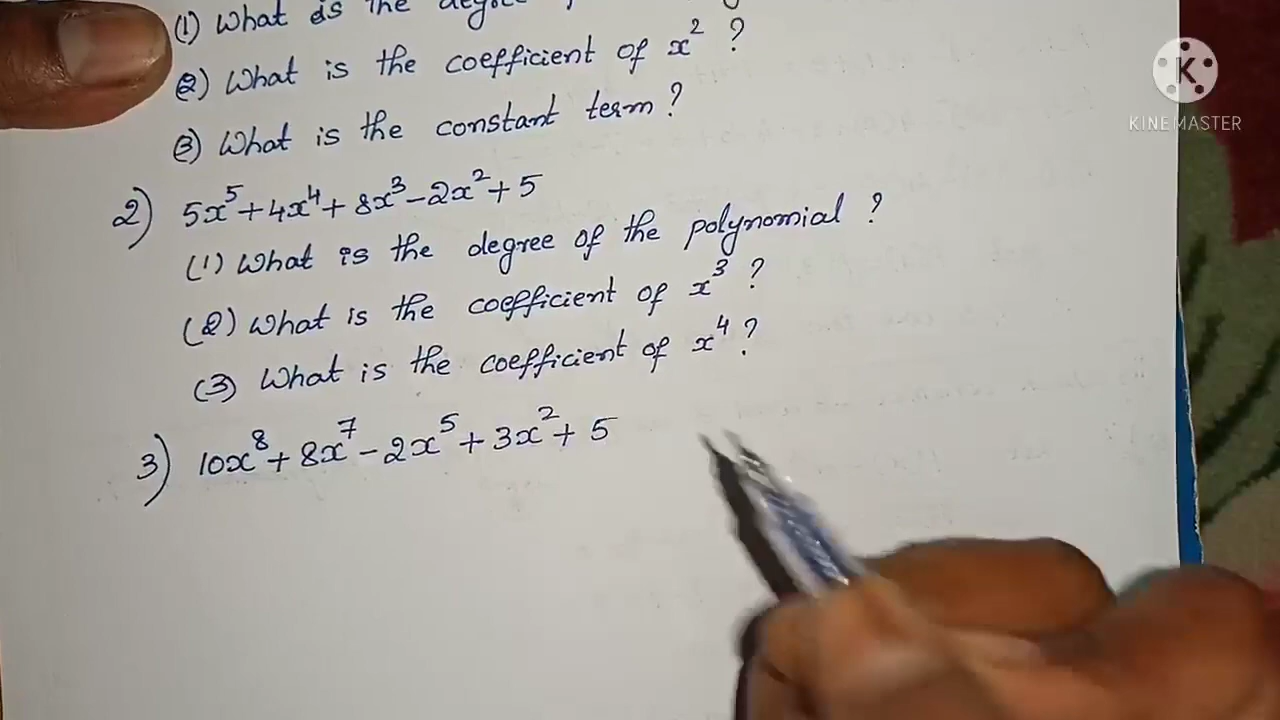 (1) What is the degree
(2) What is the coefficient of x² ?
(3) What is the constant term ?
2) 5x⁵ + 4x⁴ + 8x³ - 2x² + 5
(1) What is the degree of the polynomial ?
(2) What is the coefficient of x³ ?
(3) What is the coefficient of x⁴ ?
3) 10x⁸ + 8x⁷ - 2x⁵ + 3x² + 5
K
KINEMASTER